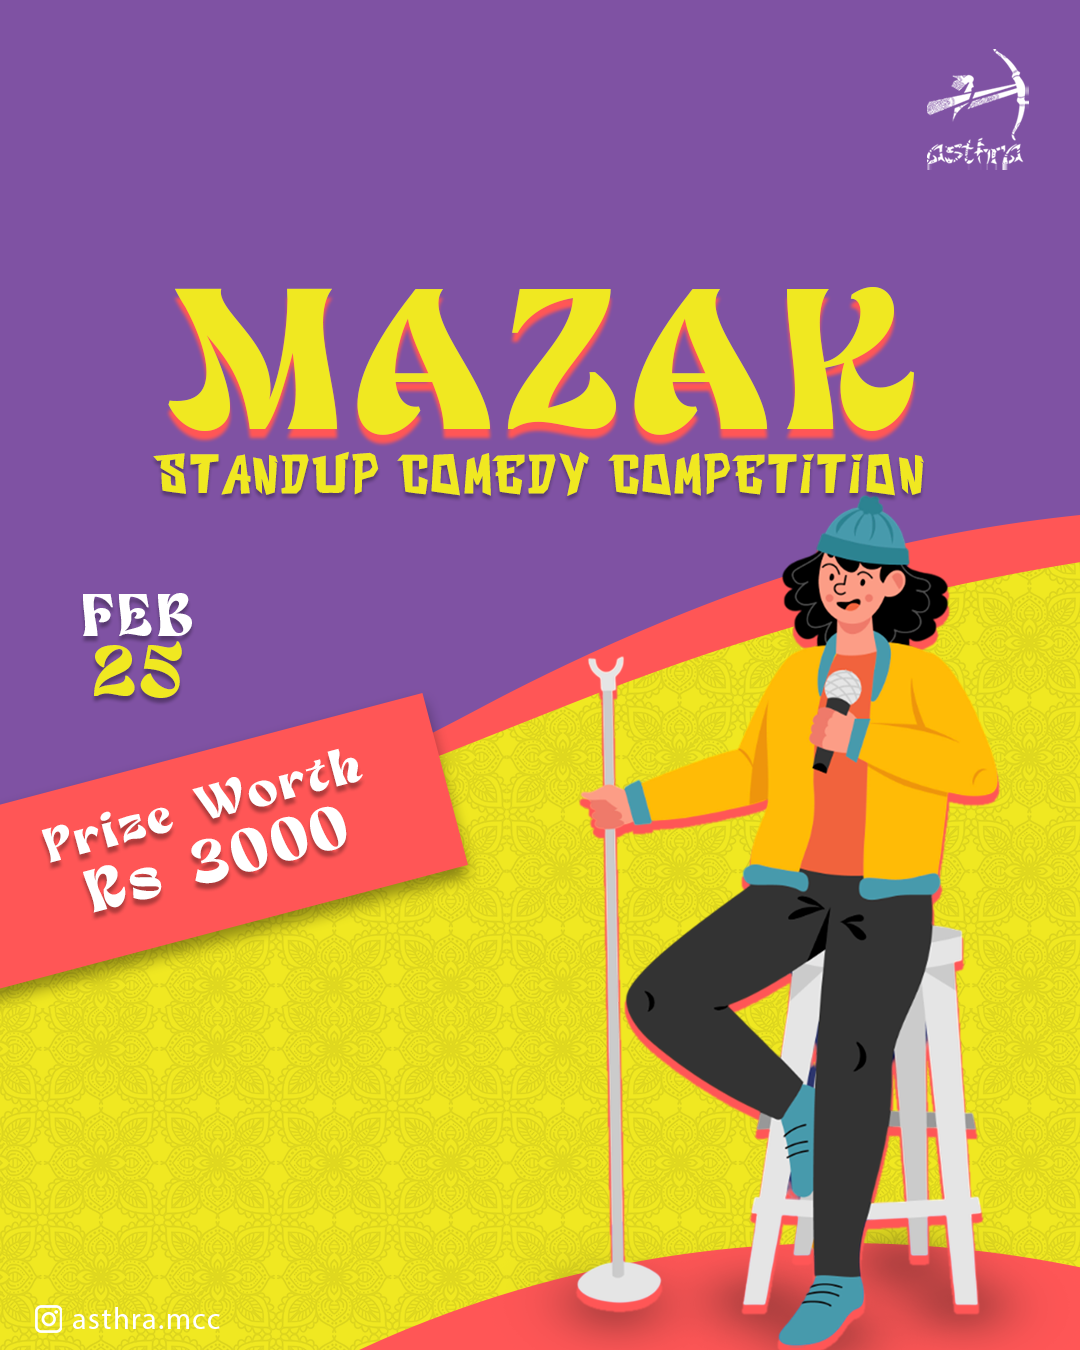 asthra
MAZAK
STANDUP COMEDY COMPETITION
FEB
25
Prize Worth
Rs 3000
asthra.mcc